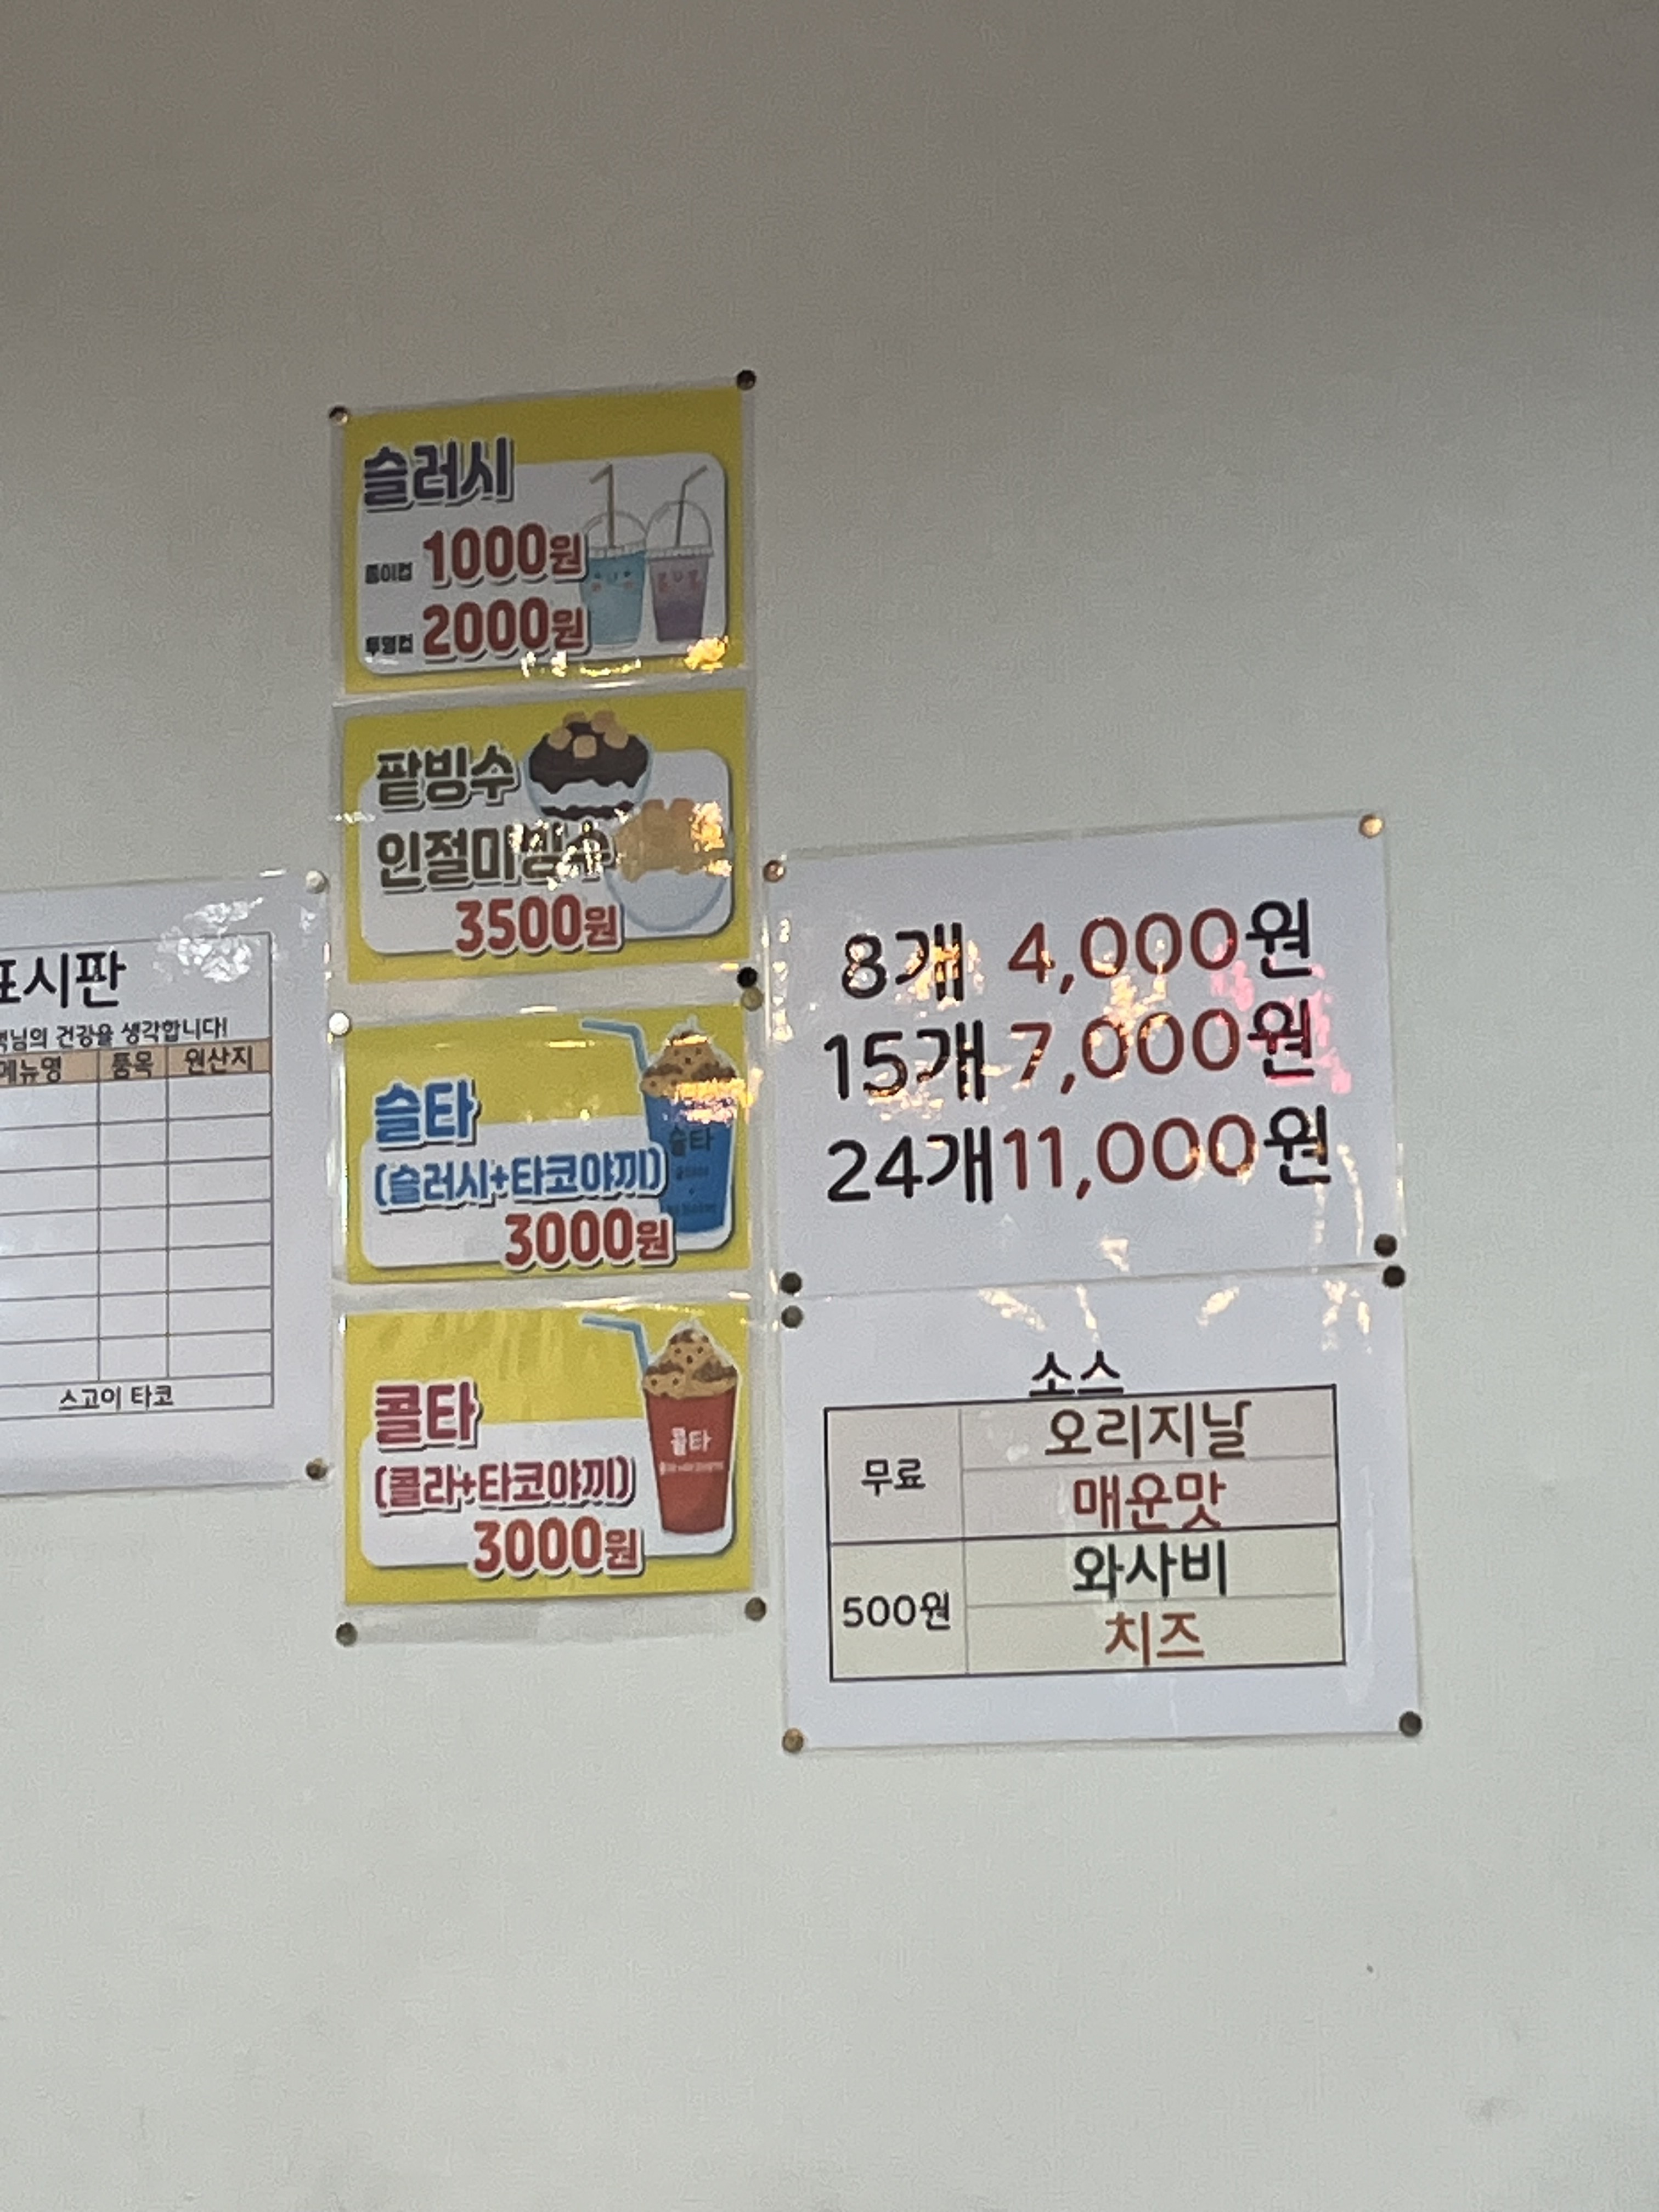 표시판
님의 건강을 생각합니다!
메뉴명 품목 원산지
스고이 타코
슬러시
종이컵 1000원
투명컵 2000원
팥빙수
인절미빙수
3500원
슬타
(슬러시+타코야끼)
3000원
슬타
콜타
(콜라+타코야끼)
3000원
콜타
8개 4,000원
15개 7,000원
24개 11,000원
소스
무료
오리지날
매운맛
500원
와사비
치즈